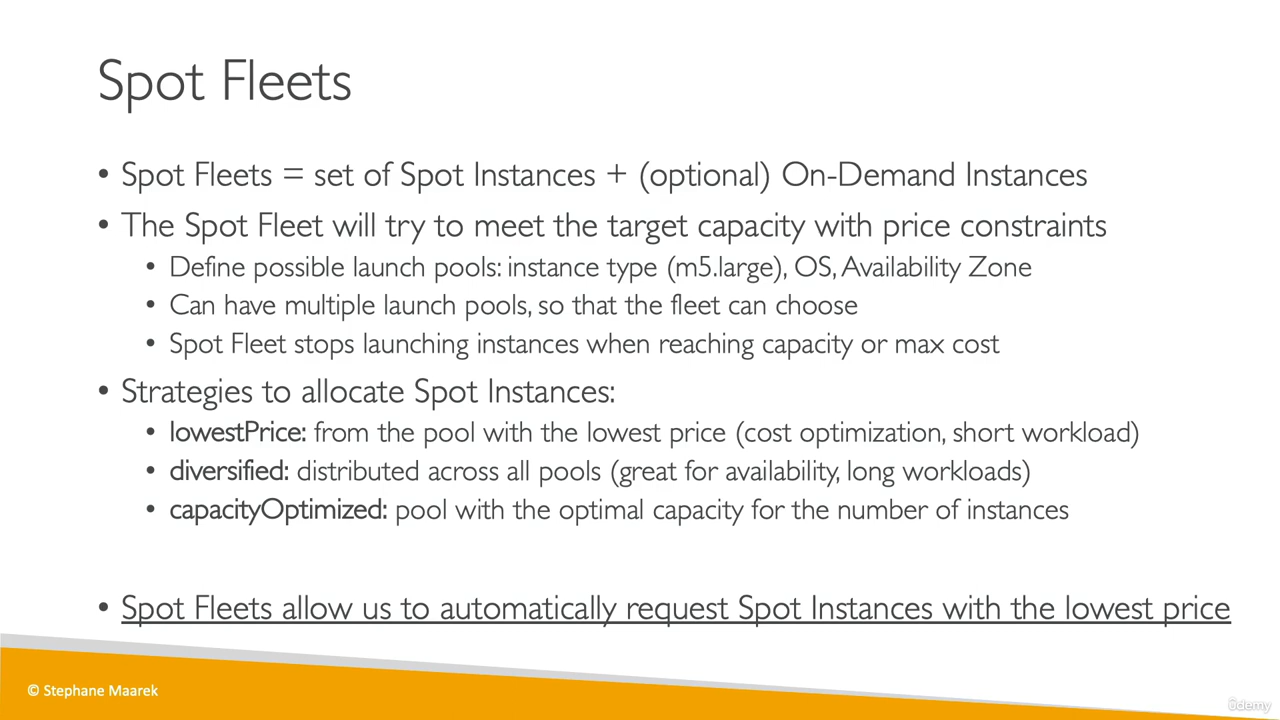 Spot Fleets
• Spot Fleets = set of Spot Instances + (optional) On-Demand Instances
• The Spot Fleet will try to meet the target capacity with price constraints
• Define possible launch pools: instance type (m5.large), OS, Availability Zone
• Can have multiple launch pools, so that the fleet can choose
• Spot Fleet stops launching instances when reaching capacity or max cost
• Strategies to allocate Spot Instances:
• lowestPrice: from the pool with the lowest price (cost optimization, short workload)
• diversified: distributed across all pools (great for availability, long workloads)
• capacityOptimized: pool with the optimal capacity for the number of instances
• Spot Fleets allow us to automatically request Spot Instances with the lowest price
© Stephane Maarek
ûdemy